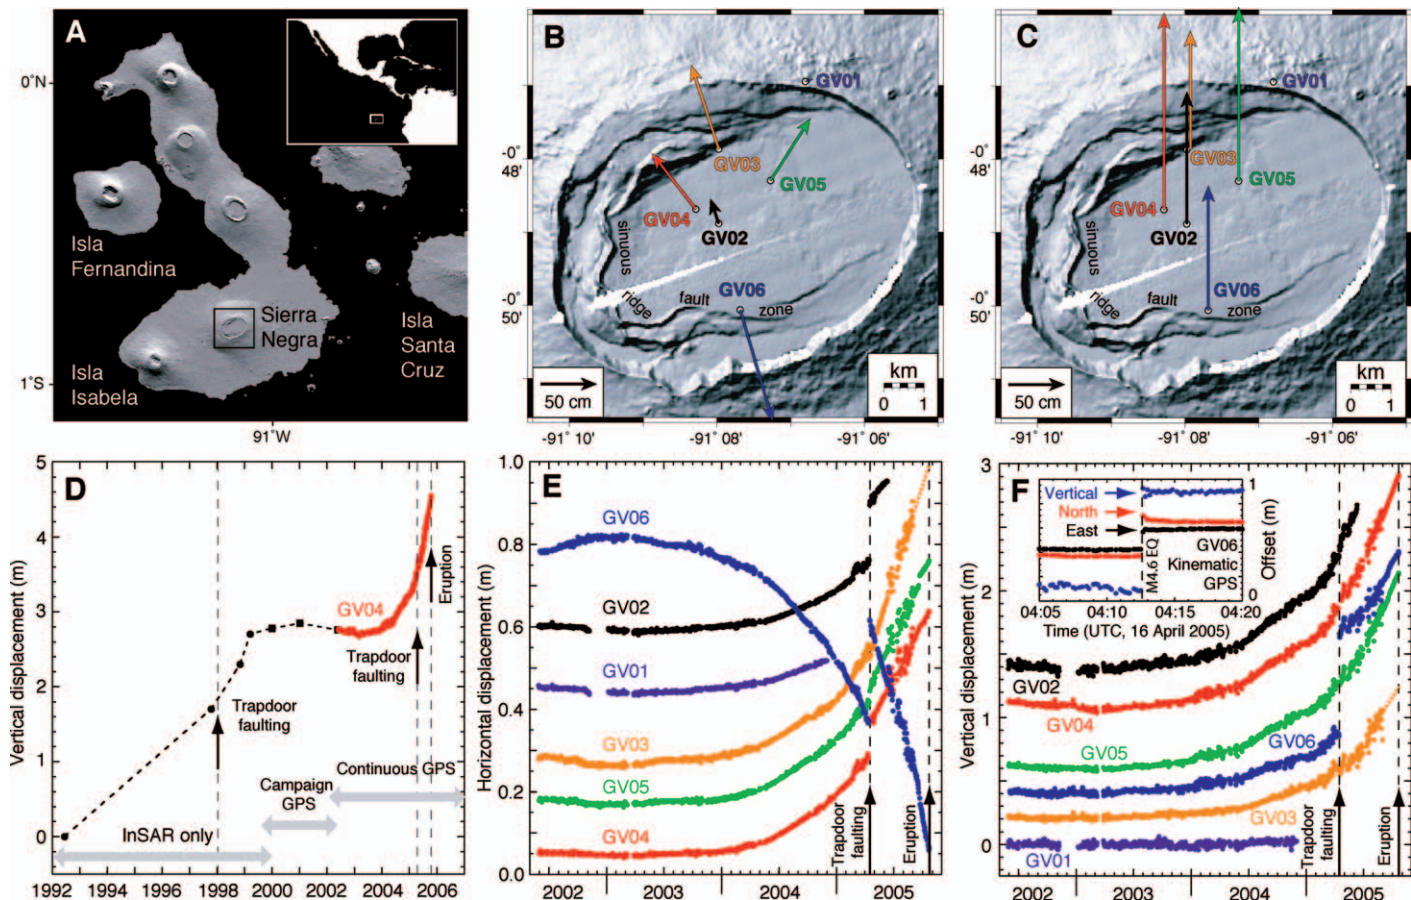 A
0°N
1°S
91°W
Isla
Fernandina
Sierra
Negra
Isla
Santa
Cruz
Isla
Isabela
B
GV01
GV03
GV05
GV04
GV02
GV06
sinuous
ridge
fault
zone
-0°
48'
-0°
50'
50 cm
km
0 1
-91° 10'
-91° 08'
-91° 06'
C
GV01
GV03
GV05
GV04
GV02
GV06
sinuous
ridge
fault
zone
-0°
48'
-0°
50'
50 cm
km
0 1
-91° 10'
-91° 08'
-91° 06'
D
Vertical displacement (m)
5
4
3
2
1
0
GV04
Trapdoor
faulting
Trapdoor
faulting
Eruption
Continuous GPS
Campaign
GPS
InSAR only
1992 1994 1996 1998 2000 2002 2004 2006
E
Horizontal displacement (m)
1.0
0.8
0.6
0.4
0.2
0.0
GV06
GV02
GV01
GV03
GV05
GV04
Trapdoor
faulting
Eruption
2002 2003 2004 2005
F
Vertical displacement (m)
3
2
1
0
Vertical
North
East
M4.6 EQ
GV06
Kinematic
GPS
1
Offset (m)
0
04:05 04:10 04:15 04:20
Time (UTC, 16 April 2005)
GV02
GV04
GV05
GV06
GV03
GV01
Trapdoor
faulting
Eruption
2002 2003 2004 2005